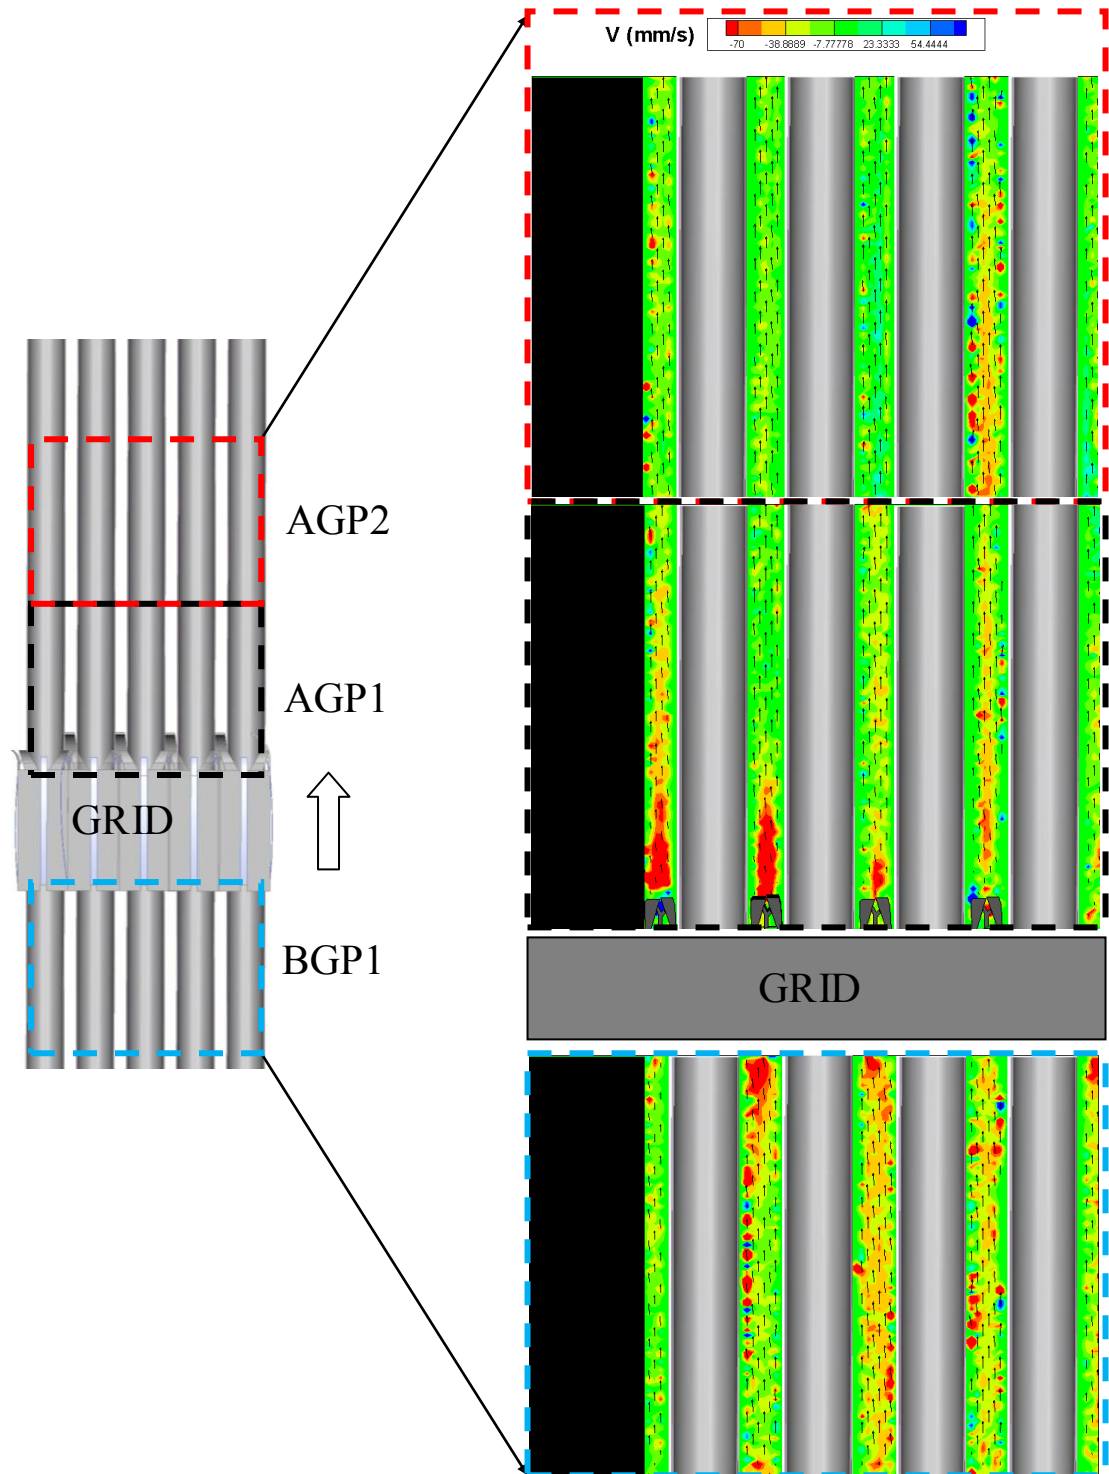 V (mm/s)
-70 -38.8889 -7.77778 23.3333 54.4444
AGP2
AGP1
GRID
BGP1
GRID